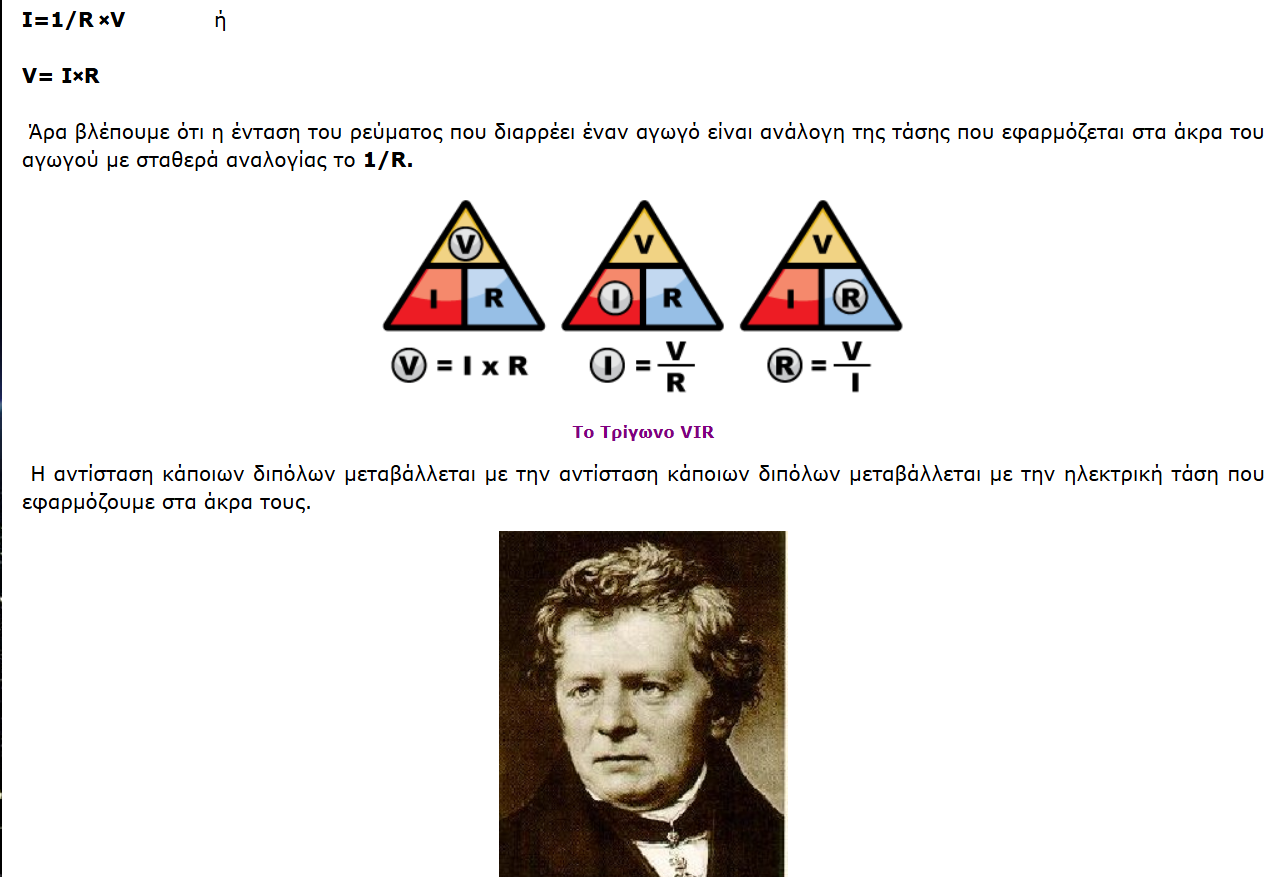 I=1/R ×V ή
V= I×R
Άρα βλέπουμε ότι η ένταση του ρεύματος που διαρρέει έναν αγωγό είναι ανάλογη της τάσης που εφαρμόζεται στα άκρα του
αγωγού με σταθερά αναλογίας το 1/R.
V V V
I R I R I R
V = I x R I = V/R R = V/I
Το Τρίγωνο VIR
Η αντίσταση κάποιων διπόλων μεταβάλλεται με την αντίσταση κάποιων διπόλων μεταβάλλεται με την ηλεκτρική τάση που
εφαρμόζουμε στα άκρα τους.